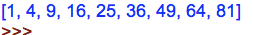 [1, 4, 9, 16, 25, 36, 49, 64, 81]
>>>